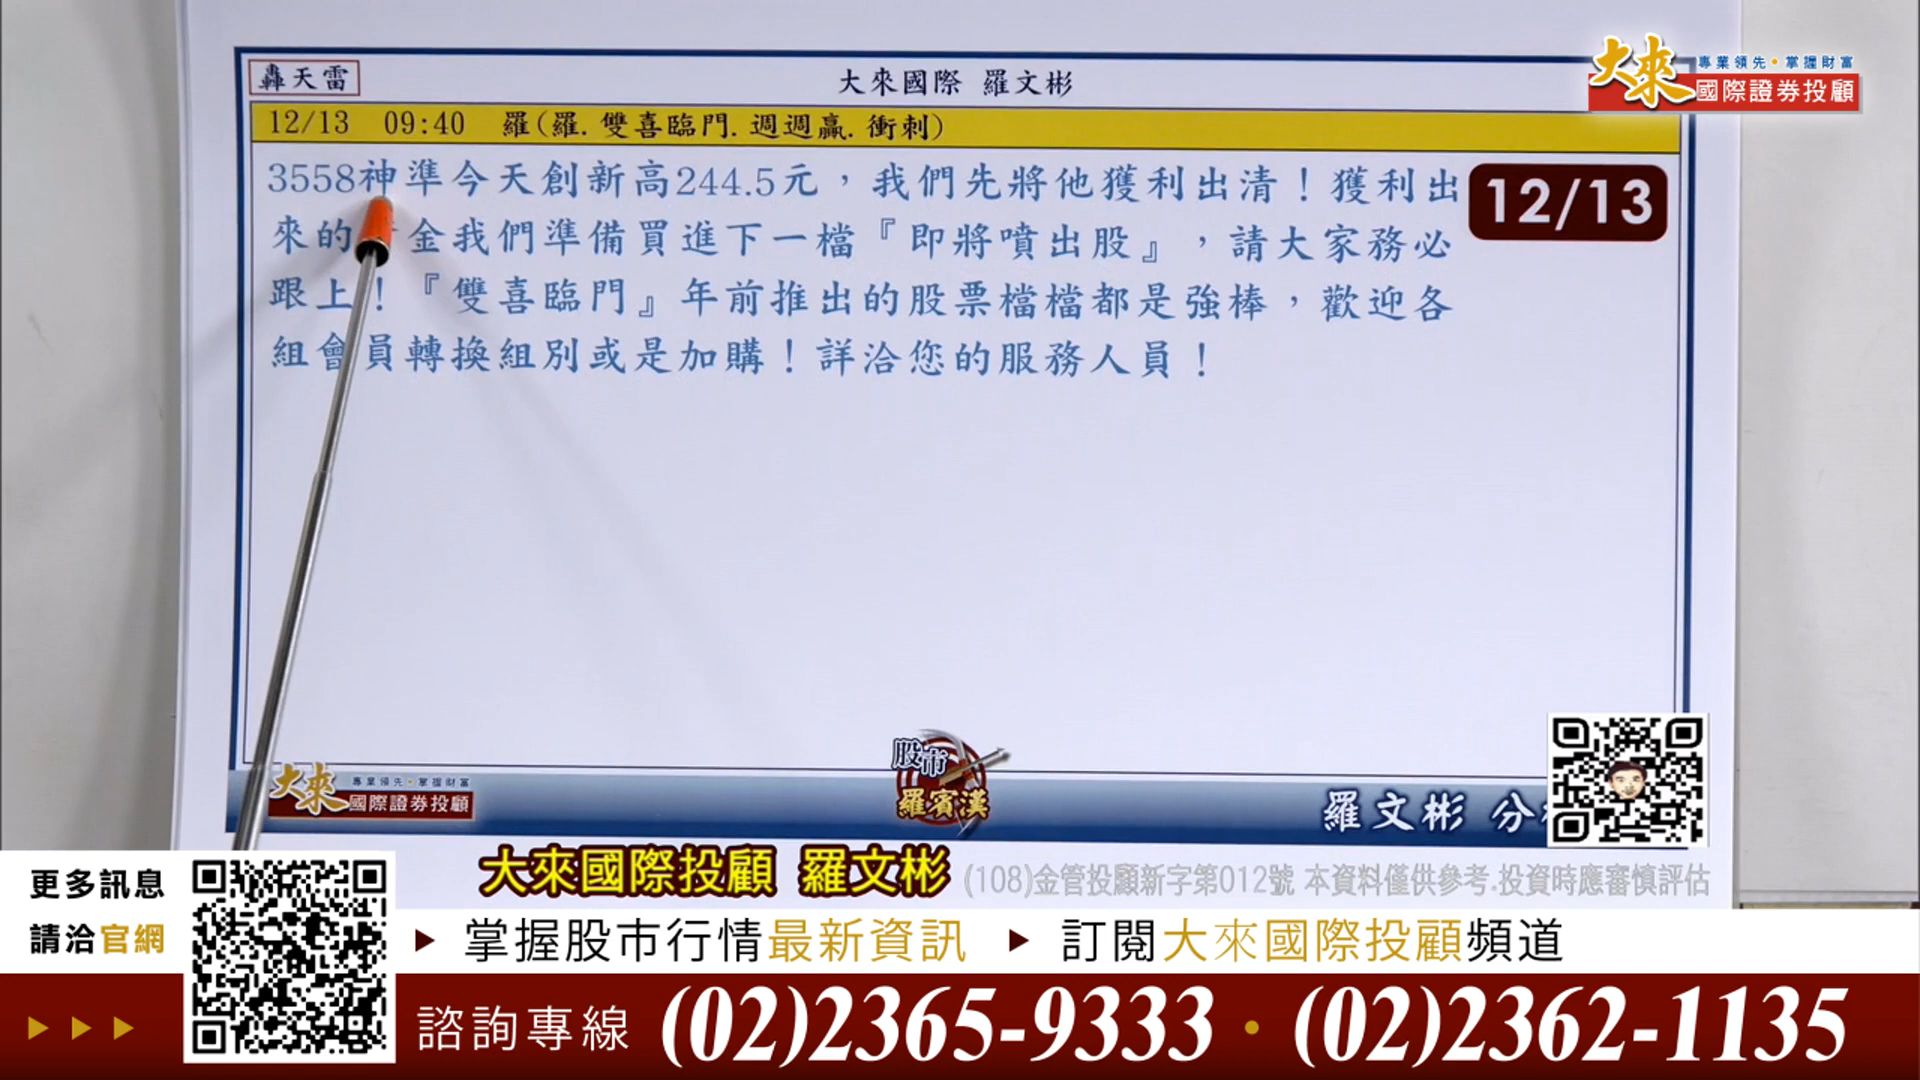 轟天雷
大來國際 羅文彬
大來
專業領先•掌握財富
國際證券投顧
12/13 09:40 羅(羅.雙喜臨門.週週贏.衝刺)
3558神準今天創新高244.5元，我們先將他獲利出清！獲利出
12/13
來的 金我們準備買進下一檔『即將噴出股』，請大家務必
跟上！『雙喜臨門』年前推出的股票檔檔都是強棒，歡迎各
組會員轉換組別或是加購！詳洽您的服務人員！
大來
專業領先•掌握財富
國際證券投顧
股市
羅賓漢
羅文彬 分
大來國際投顧 羅文彬
(108)金管投顧新字第012號 本資料僅供參考.投資時應審慎評估
更多訊息
請洽官網
掌握股市行情最新資訊 訂閱大來國際投顧頻道
諮詢專線 (02)2365-9333•(02)2362-1135